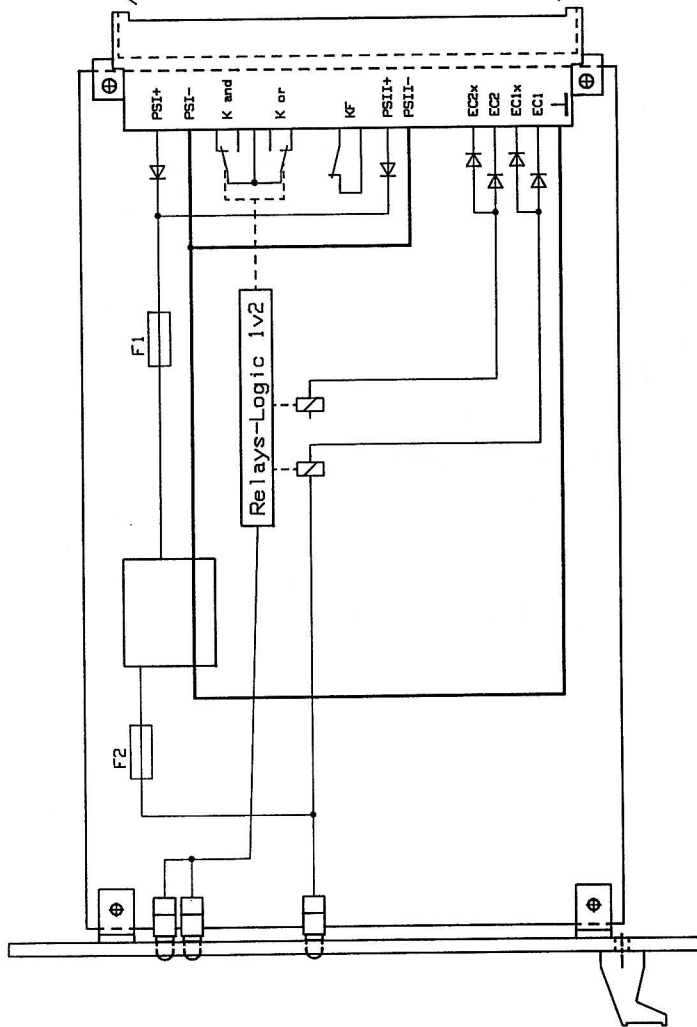 PSI+
PSI-
K and
K or
KF
PSII+
PSII-
EC2x
EC2
EC1x
EC1
F1
Relays-Logic 1v2
F2